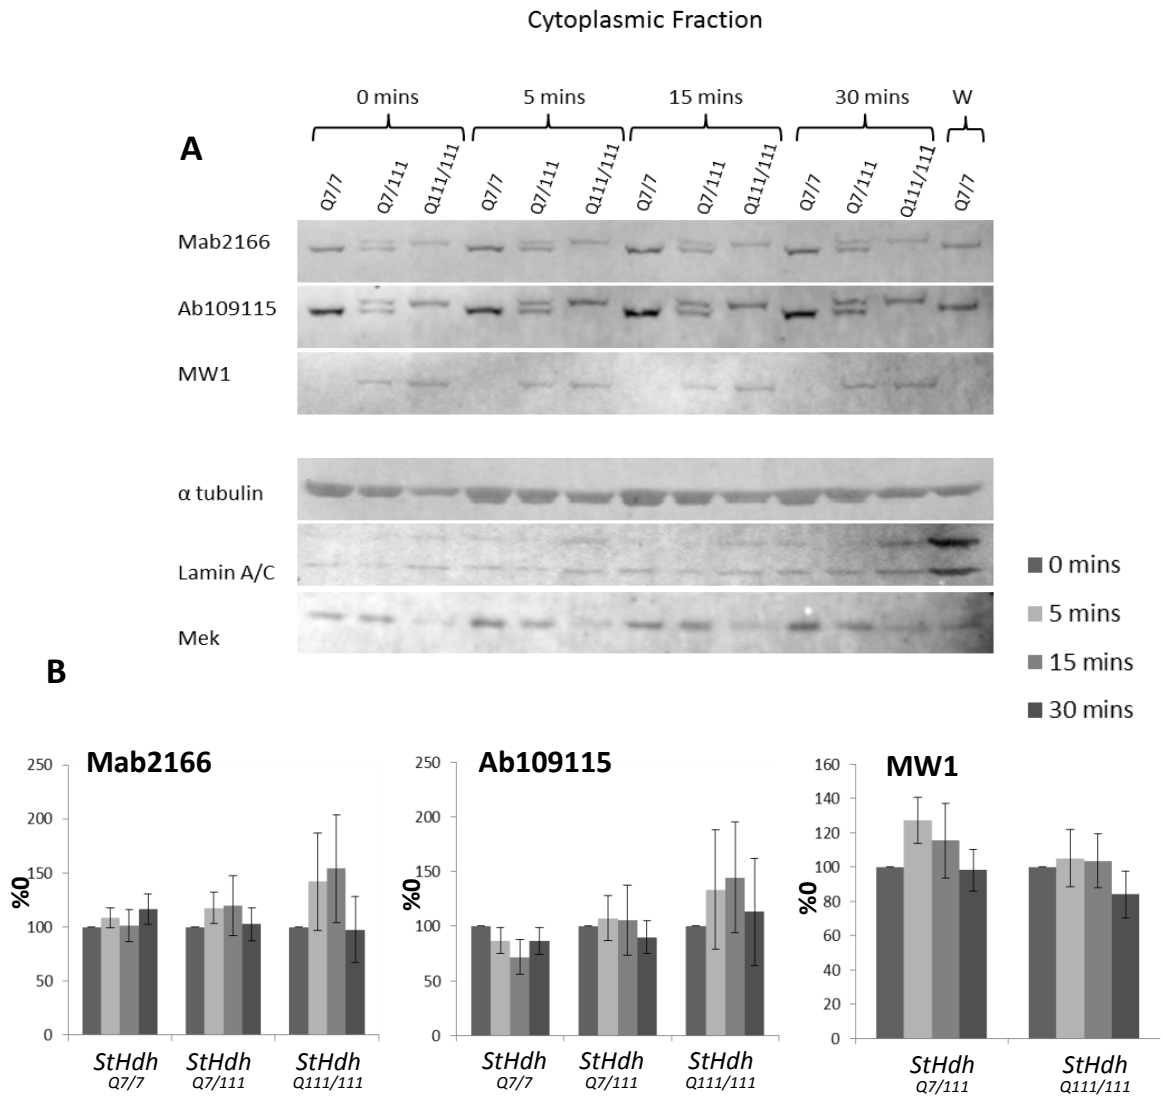 Cytoplasmic Fraction
0 mins 5 mins 15 mins 30 mins W
A
Q7/7 Q7/111 Q111/111 Q7/7 Q7/111 Q111/111 Q7/7 Q7/111 Q111/111 Q7/7 Q7/111 Q111/111 Q7/7
Mab2166
Ab109115
MW1
α tubulin
Lamin A/C
Mek
0 mins
5 mins
15 mins
30 mins
B
Mab2166
%0
250
200
150
100
50
0
StHdh StHdh StHdh
Q7/7 Q7/111 Q111/111
Ab109115
%0
250
200
150
100
50
0
StHdh StHdh StHdh
Q7/7 Q7/111 Q111/111
MW1
%0
160
140
120
100
80
60
40
20
0
StHdh StHdh
Q7/111 Q111/111